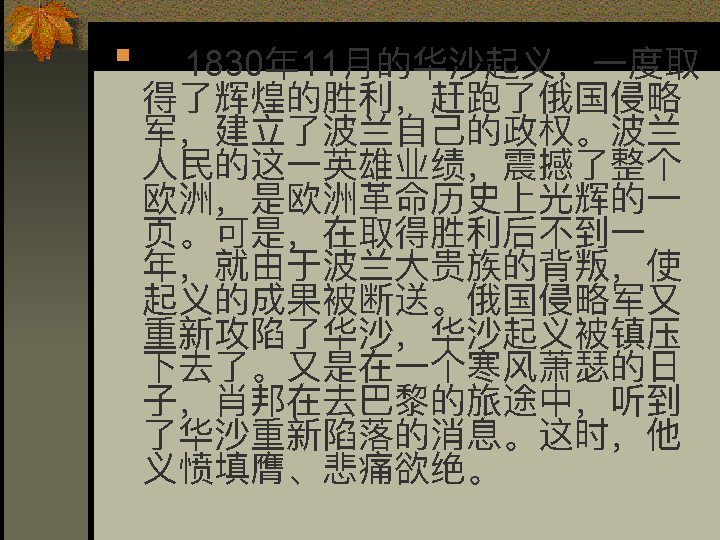 1830年11月的华沙起义，一度取
得了辉煌的胜利，赶跑了俄国侵略
军，建立了波兰自己的政权。波兰
人民的这一英雄业绩，震撼了整个
欧洲，是欧洲革命历史上光辉的一
页。可是，在取得胜利后不到一
年，就由于波兰大贵族的背叛，使
起义的成果被断送。俄国侵略军又
重新攻陷了华沙，华沙起义被镇压
下去了。又是在一个寒风萧瑟的日
子，肖邦在去巴黎的旅途中，听到
了华沙重新陷落的消息。这时，他
义愤填膺、悲痛欲绝。